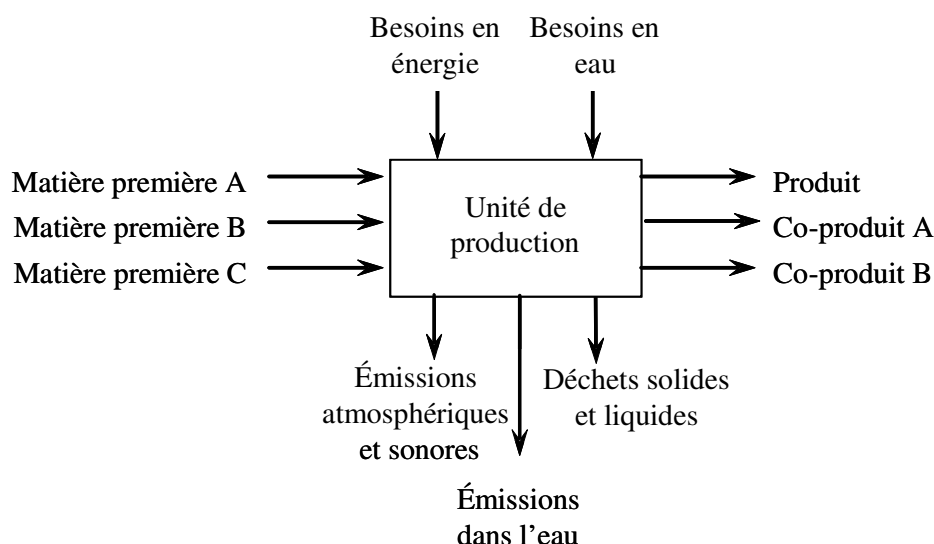 Besoins en
énergie
Besoins en
eau
Matière première A
Matière première B
Matière première C
Unité de
production
Produit
Co-produit A
Co-produit B
Émissions
atmosphériques
et sonores
Déchets solides
et liquides
Émissions
dans l'eau